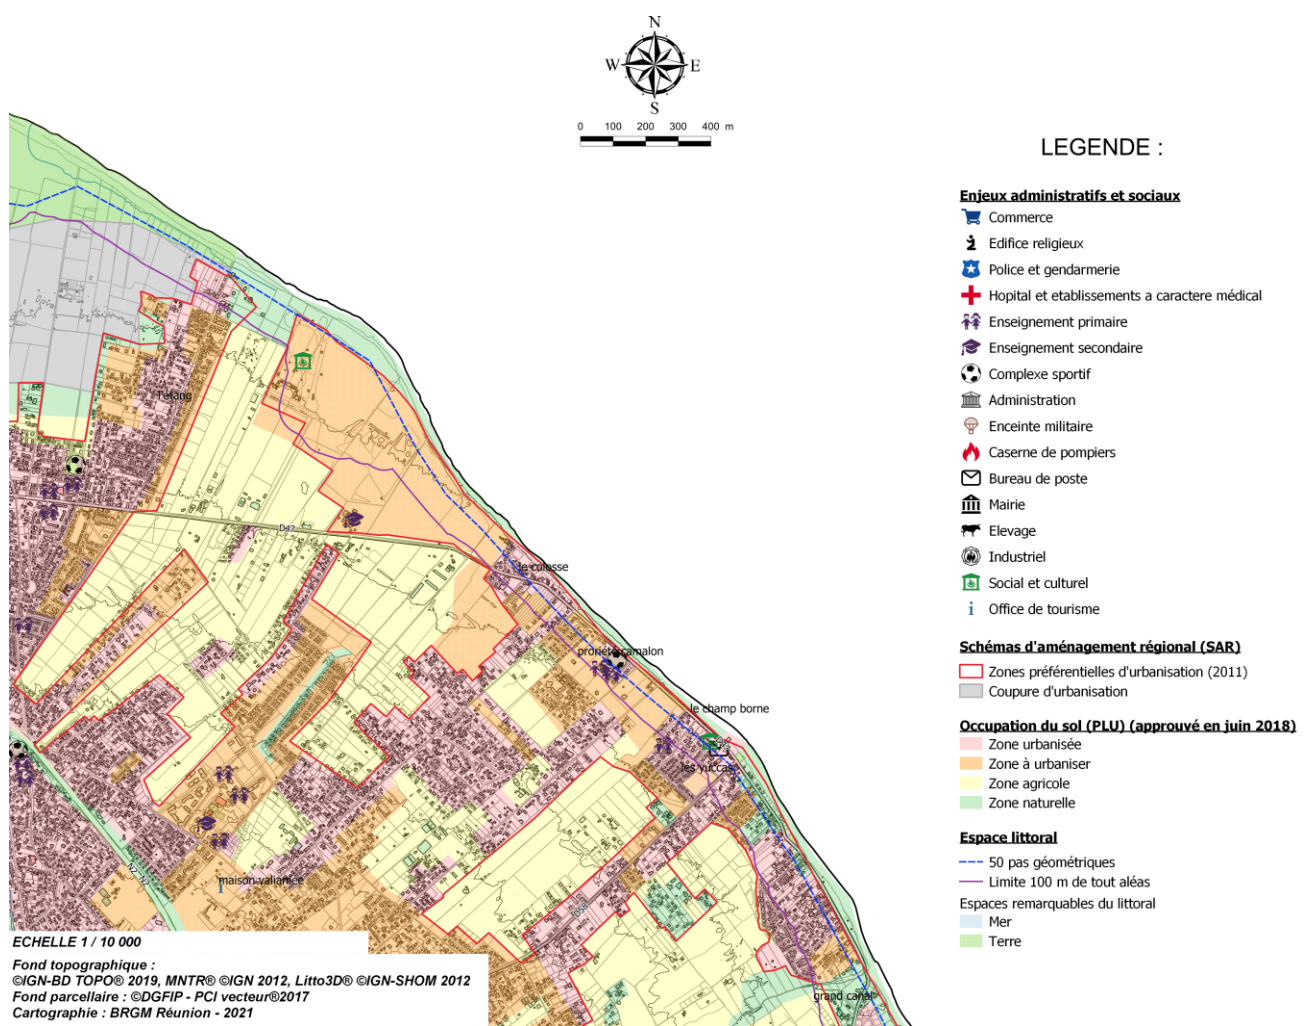 N
W E
S
0 100 200 300 400 m
LEGENDE :
Enjeux administratifs et sociaux
Commerce
Edifice religieux
Police et gendarmerie
Hopital et etablissements a caractere médical
Enseignement primaire
Enseignement secondaire
Complexe sportif
Administration
Enceinte militaire
Caserne de pompiers
Bureau de poste
Mairie
Elevage
Industriel
Social et culturel
Office de tourisme
Schémas d'aménagement régional (SAR)
Zones préférentielles d'urbanisation (2011)
Coupure d'urbanisation
Occupation du sol (PLU) (approuvé en juin 2018)
Zone urbanisée
Zone à urbaniser
Zone agricole
Zone naturelle
Espace littoral
50 pas géométriques
Limite 100 m de tout aléas
Espaces remarquables du littoral
Mer
Terre
l'étang
D47
le colosse
proriété camalon
le champ borne
les yuccas
maison valiamée
N2
N2
grand canal
ECHELLE 1 / 10 000
Fond topographique :
©IGN-BD TOPO® 2019, MNTR® ©IGN 2012, Litto3D® ©IGN-SHOM 2012
Fond parcellaire : ©DGFIP - PCI vecteur®2017
Cartographie : BRGM Réunion - 2021